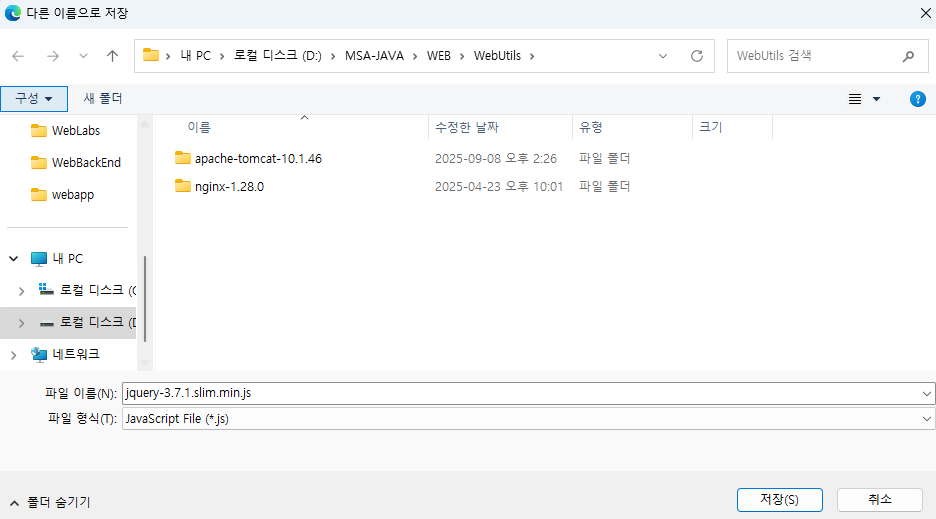 다른 이름으로 저장
내 PC 로컬 디스크 (D:) MSA-JAVA WEB WebUtils WebUtils 검색
구성 새 폴더 ?
이름 수정한 날짜 유형 크기
WebLabs
WebBackEnd
webapp
내 PC
로컬 디스크 (
로컬 디스크 (
네트워크
apache-tomcat-10.1.46 2025-09-08 오후 2:26 파일 폴더
nginx-1.28.0 2025-04-23 오후 10:01 파일 폴더
파일 이름(N): jquery-3.7.1.slim.min.js
파일 형식(T): JavaScript File (*.js)
폴더 숨기기 저장(S) 취소